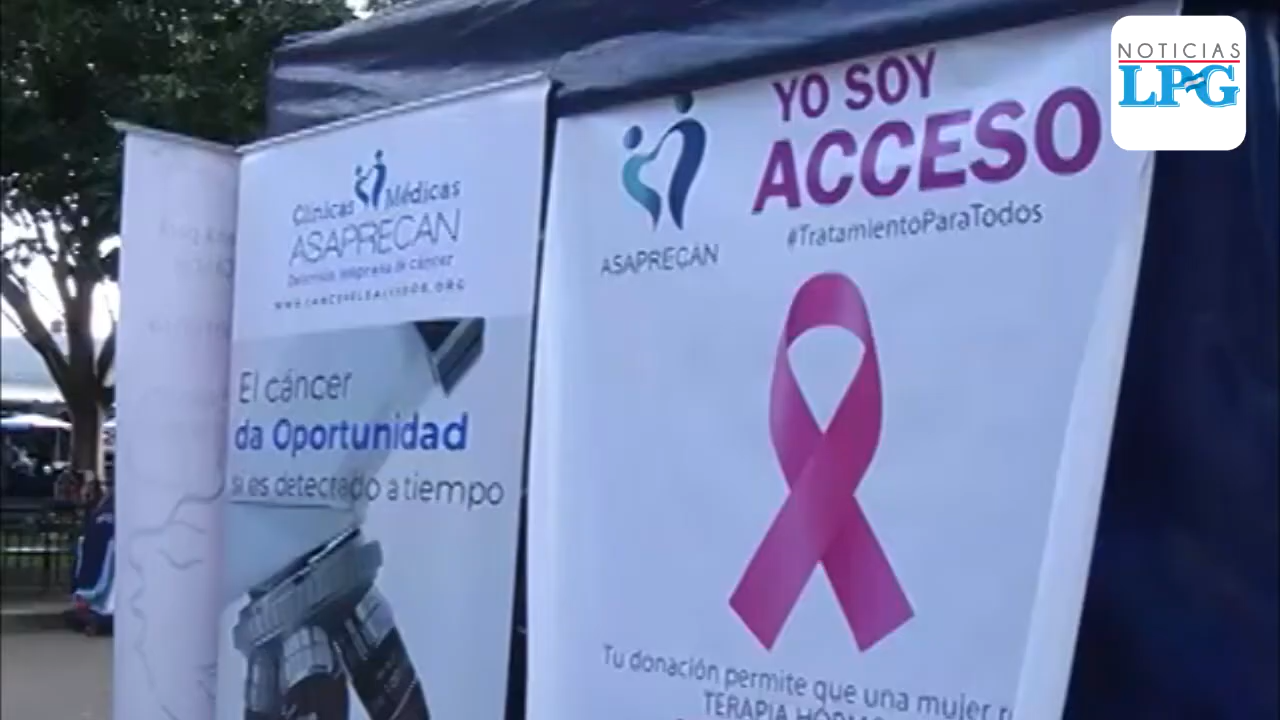 NOTICIAS
LPG
Clínicas Médicas
ASAPRECAN
Detección temprana de cáncer
El cáncer
da Oportunidad
si es detectado a tiempo
YO SOY
ACCESO
#TratamientoParaTodos
ASAPRECAN
Tu donación permite que una mujer
TERAPIA